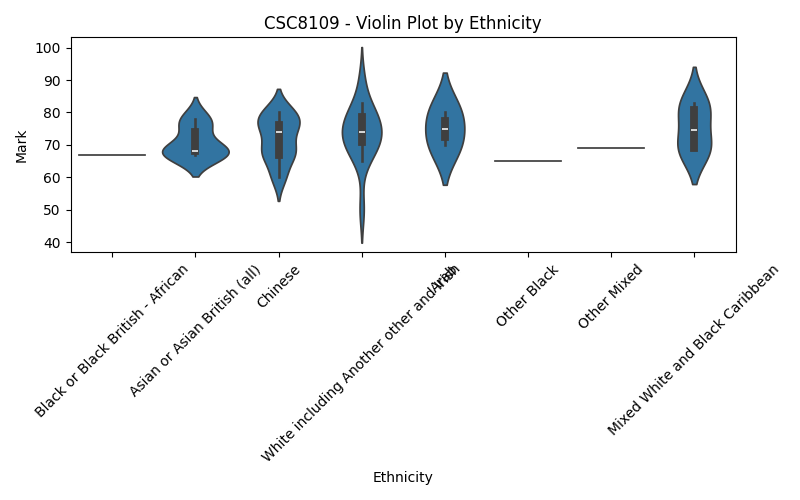 CSC8109 - Violin Plot by Ethnicity
Mark
100
90
80
70
60
50
40
Black or Black British - African
Asian or Asian British (all)
Chinese
White including Another other and Irish
Arab
Other Black
Other Mixed
Mixed White and Black Caribbean
Ethnicity